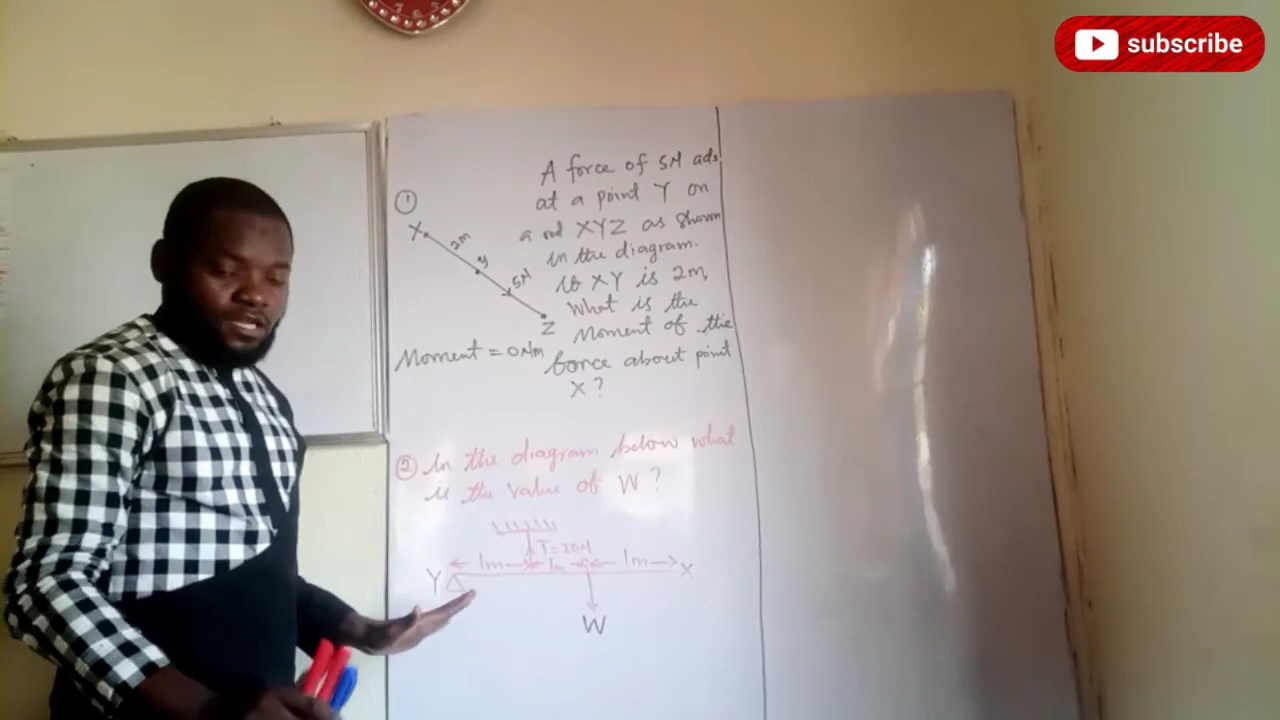 subscribe
①
A force of 5N acts
at a point Y on
a rod XYZ as shown
in the diagram.
If XY is 2m,
What is the
Moment of the
force about point
X?
X
2m
y
5N
Z
Moment = 0Nm
② In the diagram below what
is the value of W?
T = 20N
1m
1m
1m
Y
X
W